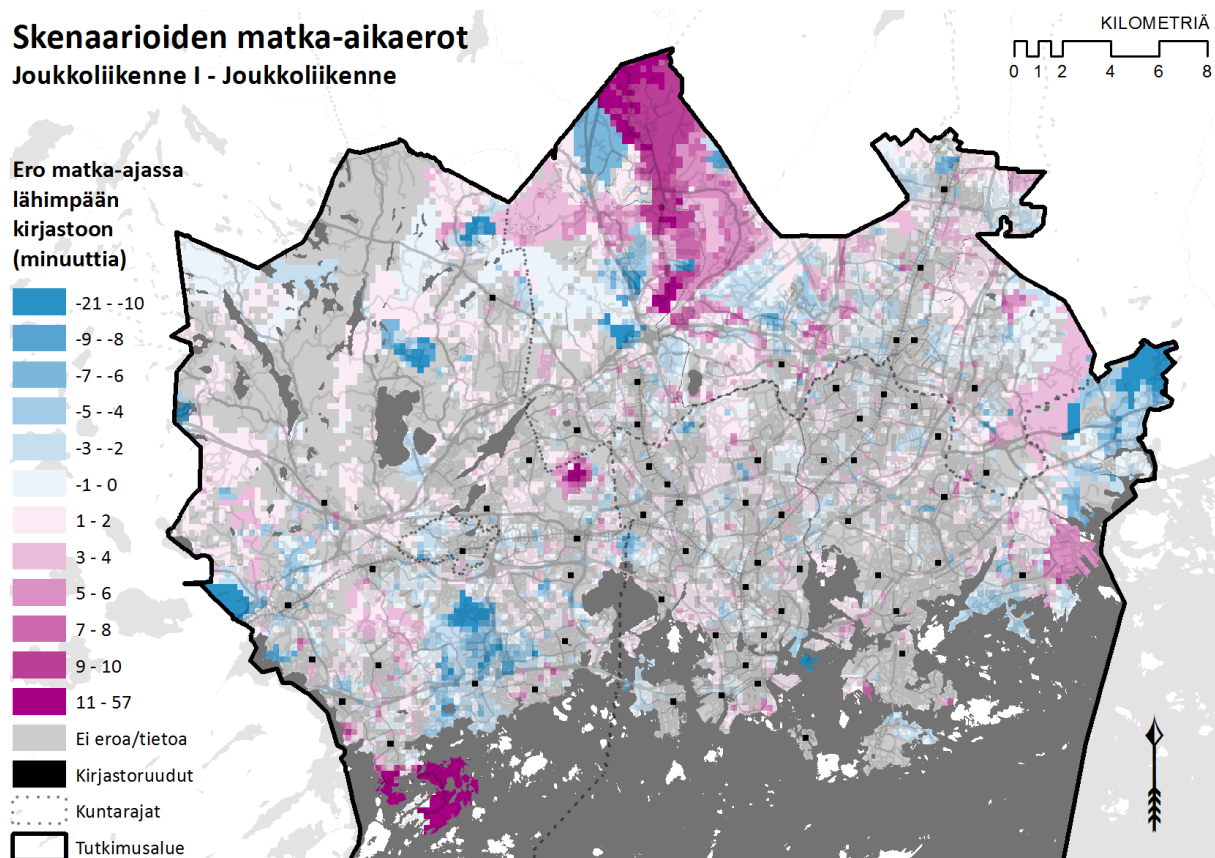 Skenaarioiden matka-aikaerot
Joukkoliikenne I - Joukkoliikenne
KILOMETRIÄ
0 1 2 4 6 8
Ero matka-ajassa
lähimpään
kirjastoon
(minuuttia)
-21 - -10
-9 - -8
-7 - -6
-5 - -4
-3 - -2
-1 - 0
1 - 2
3 - 4
5 - 6
7 - 8
9 - 10
11 - 57
Ei eroa/tietoa
Kirjastoruudut
Kuntarajat
Tutkimusalue